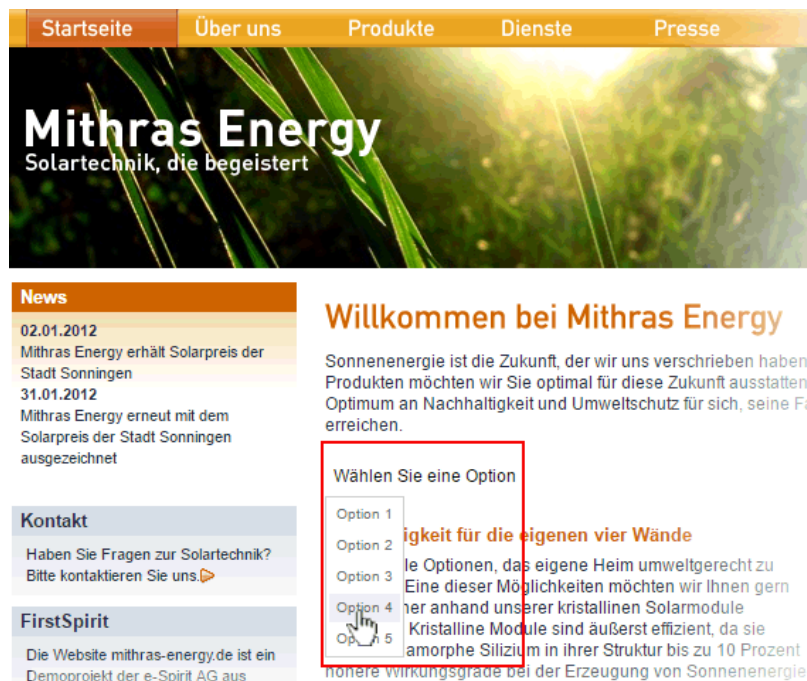 Startseite Über uns Produkte Dienste Presse
Mithras Energy
Solartechnik, die begeistert
News
02.01.2012
Mithras Energy erhält Solarpreis der
Stadt Sonningen
31.01.2012
Mithras Energy erneut mit dem
Solarpreis der Stadt Sonningen
ausgezeichnet
Kontakt
Haben Sie Fragen zur Solartechnik?
Bitte kontaktieren Sie uns.
FirstSpirit
Die Website mithras-energy.de ist ein
Demoprojekt der e-Spirit AG aus
Willkommen bei Mithras Energy
Sonnenenergie ist die Zukunft, der wir uns verschrieben haben
Produkten möchten wir Sie optimal für diese Zukunft ausstatten
Optimum an Nachhaltigkeit und Umweltschutz für sich, seine Fa
erreichen.
Wählen Sie eine Option
Option 1
Option 2
Option 3
Option 4
Op on 5
igkeit für die eigenen vier Wände
le Optionen, das eigene Heim umweltgerecht zu
Eine dieser Möglichkeiten möchten wir Ihnen gern
her anhand unserer kristallinen Solarmodule
Kristalline Module sind äußerst effizient, da sie
amorphe Silizium in ihrer Struktur bis zu 10 Prozent
höhere Wirkungsgrade bei der Erzeugung von Sonnenenergie